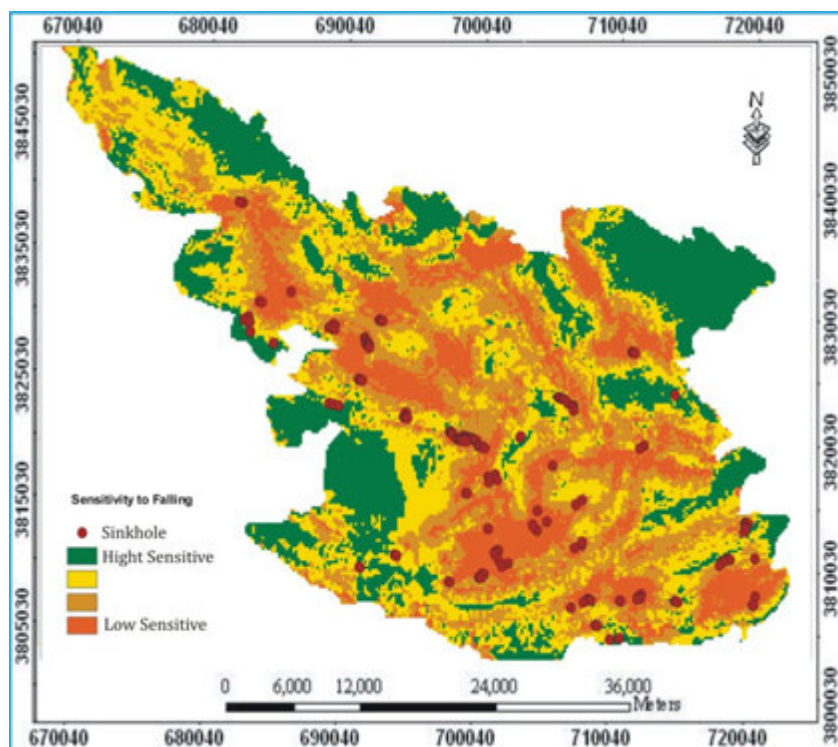 670040 680040 690040 700040 710040 720040
3845030
3835030
3825030
3815030
3805030
3850030
3840030
3830030
3820030
3810030
3800030
N
Sensitivity to Falling
Sinkhole
Hight Sensitive
Low Sensitive
0 6,000 12,000 24,000 36,000
Meters
670040 680040 690040 700040 710040 720040